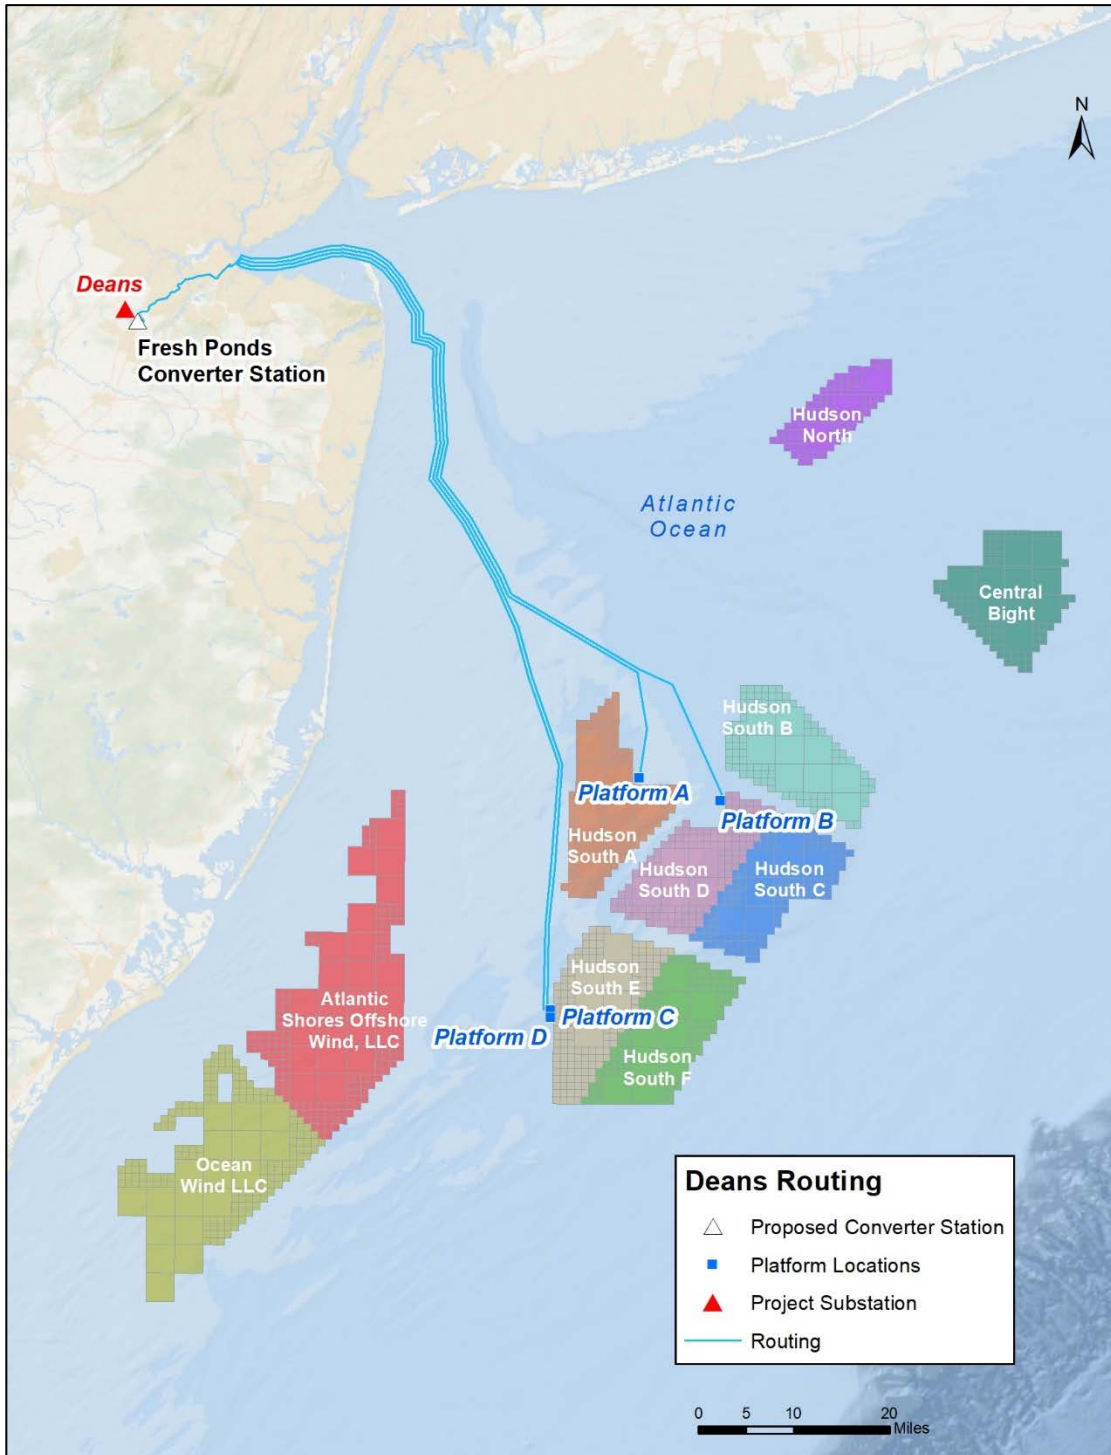 N
Deans
Fresh Ponds
Converter Station
Hudson
North
Atlantic
Ocean
Central
Bight
Hudson
South B
Platform A
Platform B
Hudson
South A
Hudson
South D
Hudson
South C
Hudson
South E
Platform C
Platform D
Atlantic
Shores Offshore
Wind, LLC
Hudson
South F
Ocean
Wind LLC
Deans Routing
Proposed Converter Station
Platform Locations
Project Substation
Routing
0 5 10 20
Miles